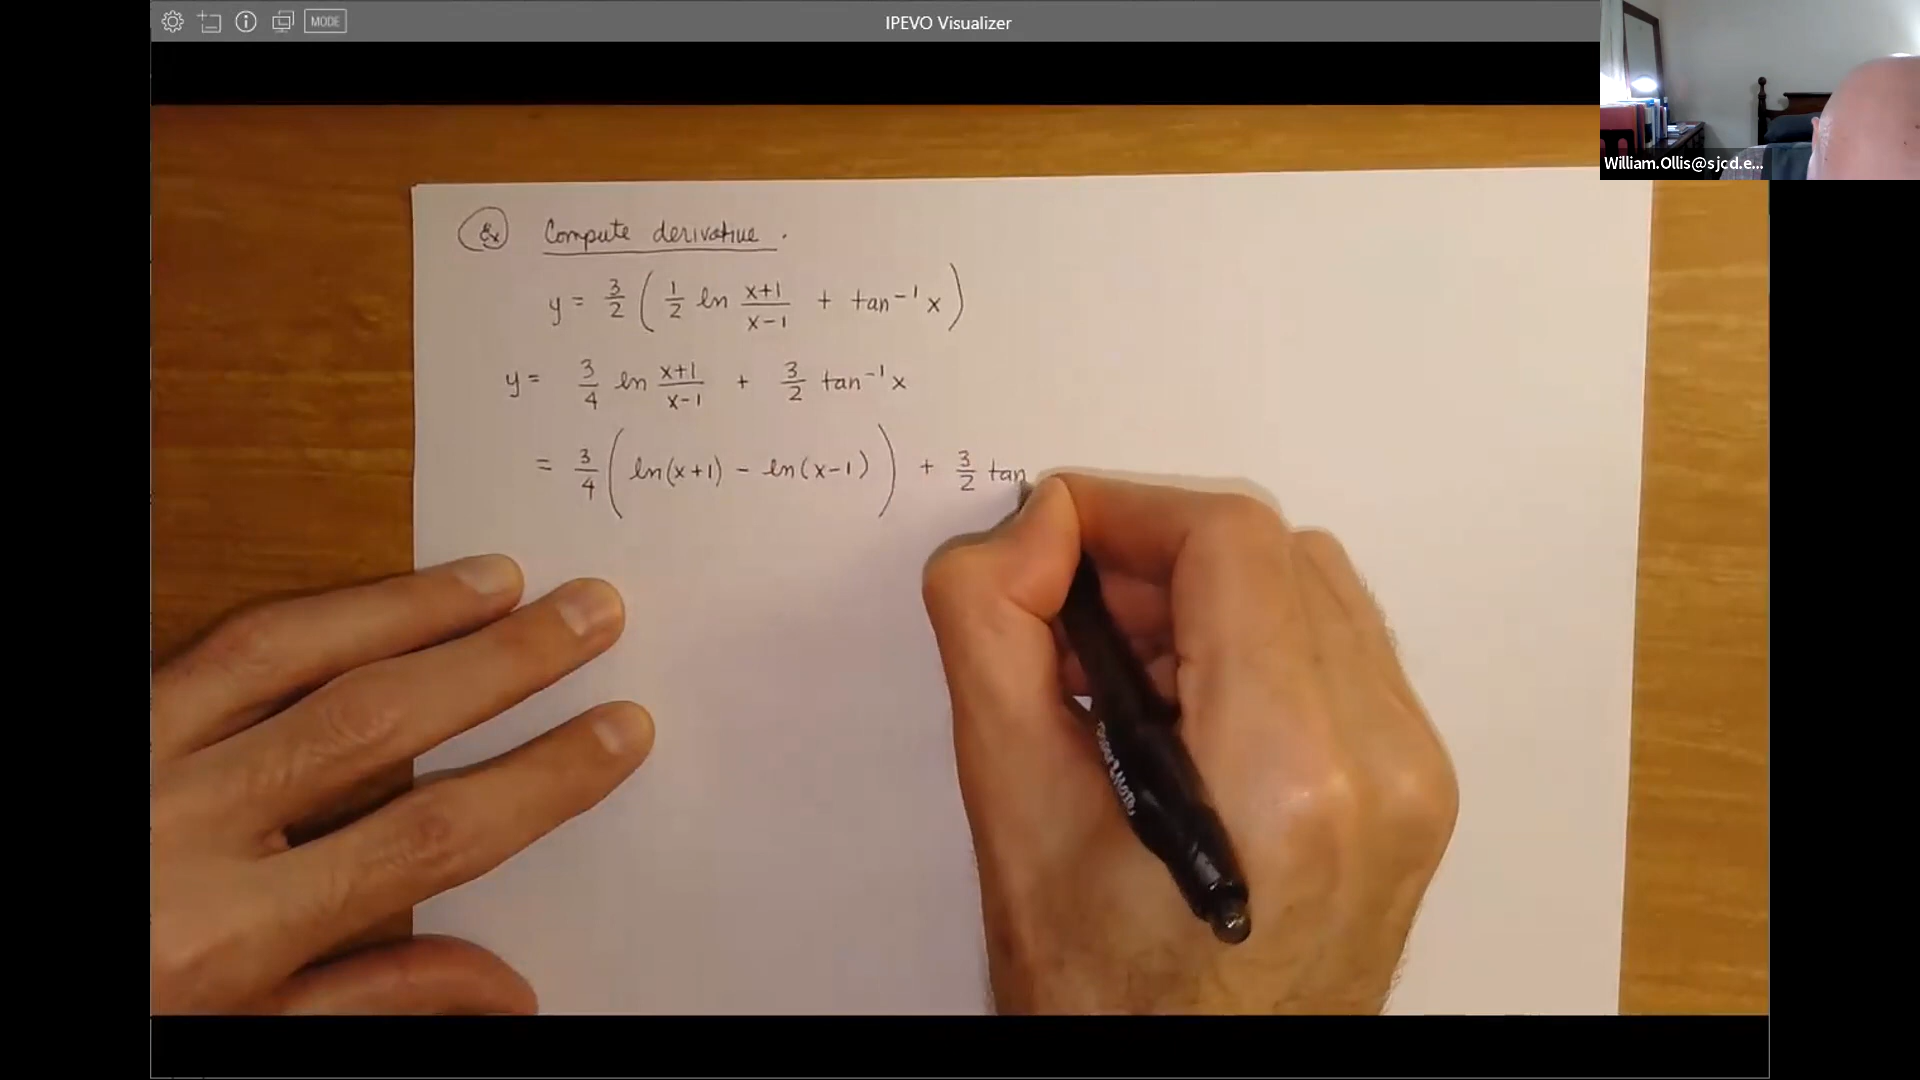 MODE
IPEVO Visualizer
William.Ollis@sjcd.e...
Ex Compute derivative.
y = 3/2 ( 1/2 ln x+1/x-1 + tan⁻¹ x )
y = 3/4 ln x+1/x-1 + 3/2 tan⁻¹ x
= 3/4 ( ln(x+1) - ln(x-1) ) + 3/2 tan